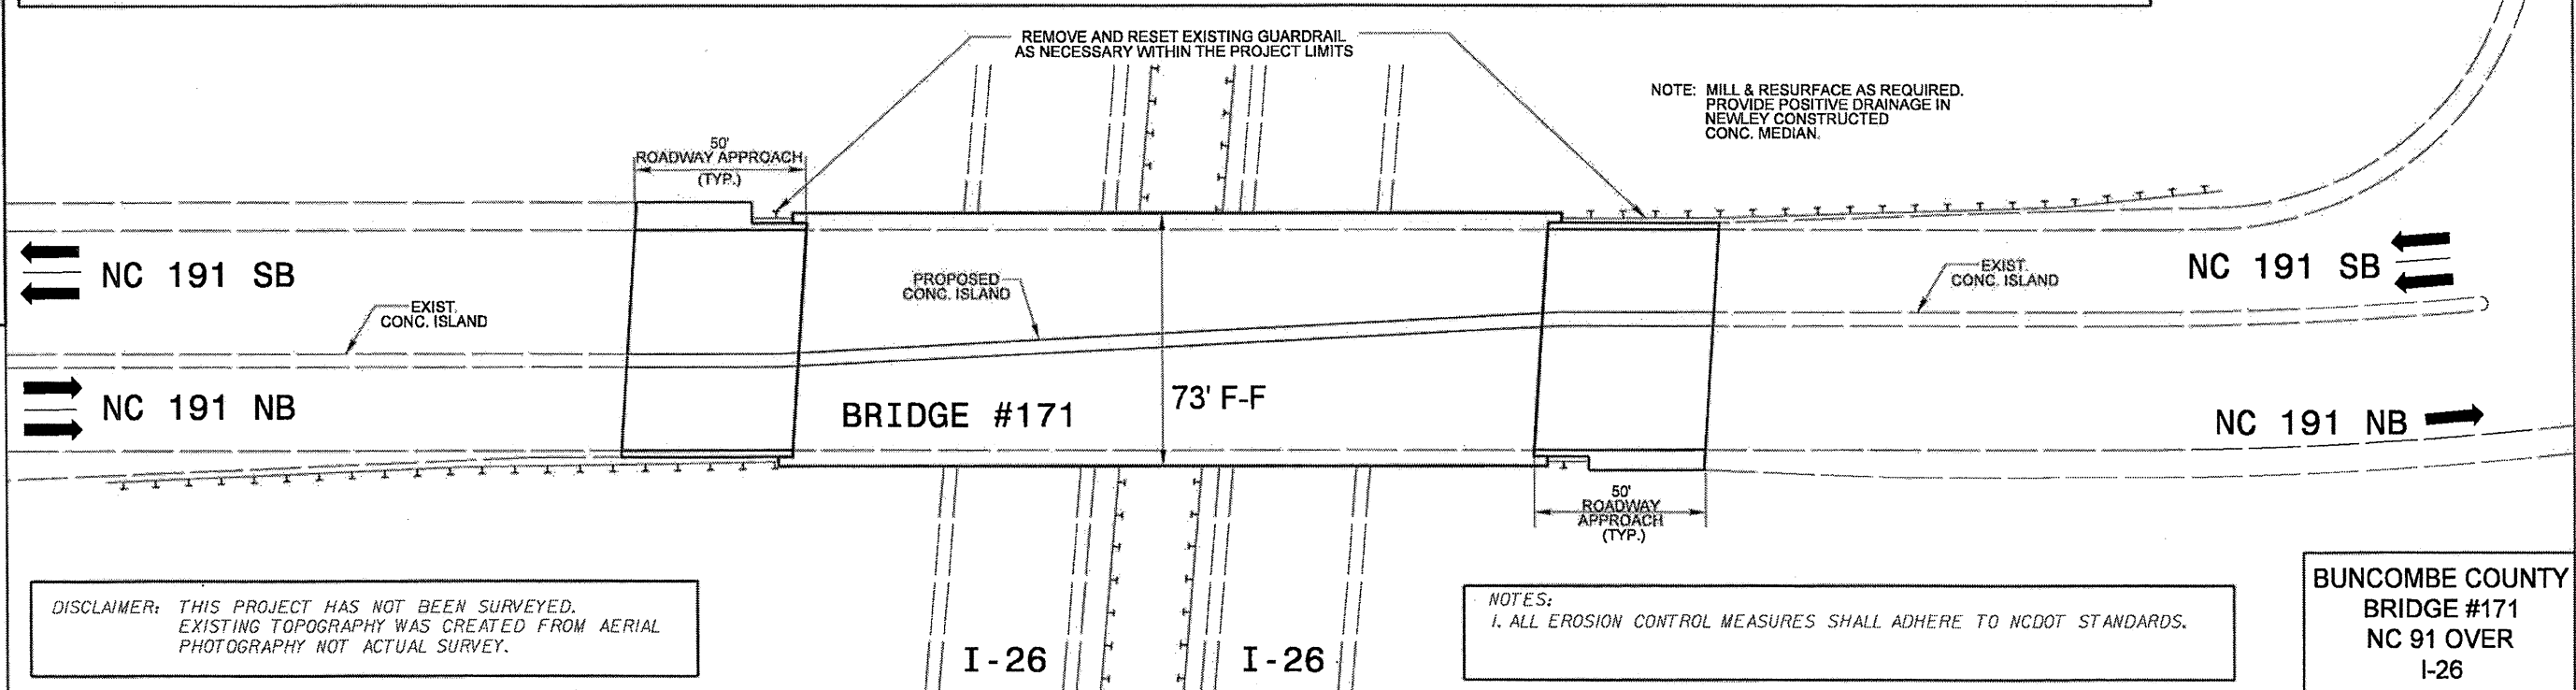 REMOVE AND RESET EXISTING GUARDRAIL
AS NECESSARY WITHIN THE PROJECT LIMITS
NOTE: MILL & RESURFACE AS REQUIRED.
PROVIDE POSITIVE DRAINAGE IN
NEWLEY CONSTRUCTED
CONC. MEDIAN.
50'
ROADWAY APPROACH
(TYP.)
NC 191 SB
EXIST.
CONC. ISLAND
PROPOSED
CONC. ISLAND
EXIST.
CONC. ISLAND
NC 191 SB
NC 191 NB
BRIDGE #171
73' F-F
NC 191 NB
50'
ROADWAY
APPROACH
(TYP.)
DISCLAIMER: THIS PROJECT HAS NOT BEEN SURVEYED.
EXISTING TOPOGRAPHY WAS CREATED FROM AERIAL
PHOTOGRAPHY NOT ACTUAL SURVEY.
I-26
I-26
NOTES:
1. ALL EROSION CONTROL MEASURES SHALL ADHERE TO NCDOT STANDARDS.
BUNCOMBE COUNTY
BRIDGE #171
NC 91 OVER
I-26